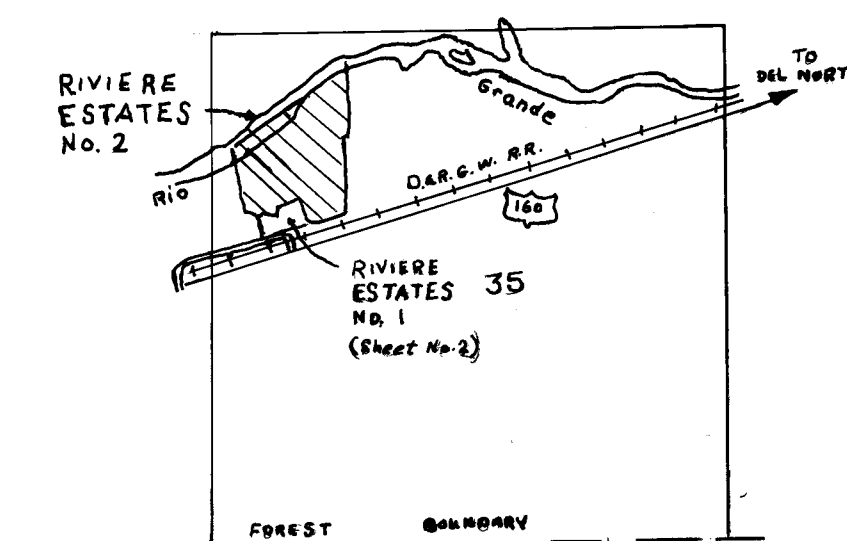 RIVIERE
ESTATES
No. 2
TO
DEL NORT
Rio
Grande
D.&R.G.W. R.R.
160
RIVIERE
ESTATES
NO. 1
(Sheet No. 2)
35
FOREST BOUNDARY